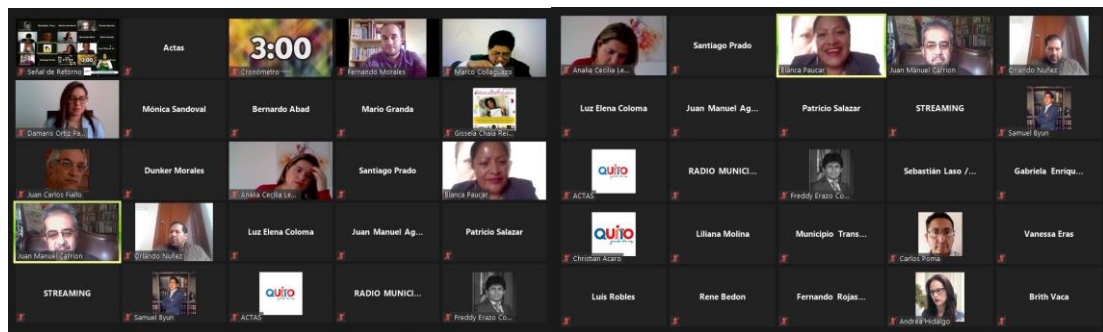 Señal de Retorno
Actas
3:00
Cronómetro
Fernando Morales
Marco Collaguazo
Damaris Ortiz Pa...
Mónica Sandoval
Bernardo Abad
Mario Granda
Gissela Chalá Rei...
Juan Carlos Fiallo
Dunker Morales
Analía Cecilia Le...
Santiago Prado
Blanca Paucar
Juan Manuel Carrion
Orlando Nuñez
Luz Elena Coloma
Juan Manuel Ag...
Patricio Salazar
STREAMING
Samuel Byun
QUITO
ACTAS
RADIO MUNICI...
Freddy Erazo Co...
Analía Cecilia Le...
Santiago Prado
Blanca Paucar
Juan Manuel Carrion
Orlando Nuñez
Luz Elena Coloma
Juan Manuel Ag...
Patricio Salazar
STREAMING
Samuel Byun
QUITO
ACTAS
RADIO MUNICI...
Freddy Erazo Co...
Sebastián Laso /...
Gabriela Enríqu...
QUITO
Christian Acaro
Liliana Molina
Municipio Trans...
Carlos Poma
Vanessa Eras
Luis Robles
Rene Bedon
Fernando Rojas...
Andrea Hidalgo
Brith Vaca